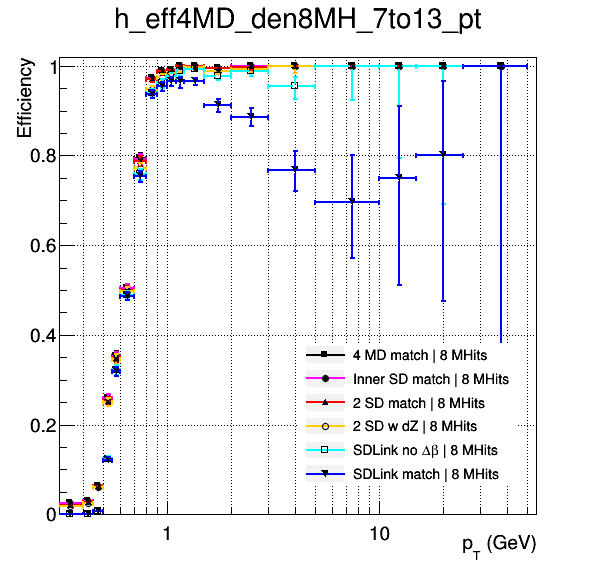 h_eff4MD_den8MH_7to13_pt
Efficiency
1
0.8
0.6
0.4
0.2
0
4 MD match | 8 MHits
Inner SD match | 8 MHits
2 SD match | 8 MHits
2 SD w dZ | 8 MHits
SDLink no Δβ | 8 MHits
SDLink match | 8 MHits
1
10
p_T (GeV)